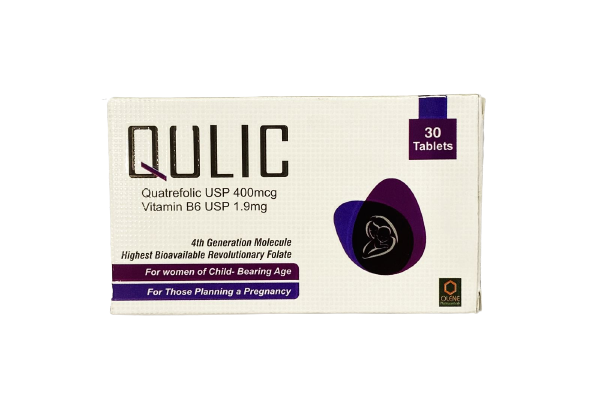 QULIC
Quatrefolic USP 400mcg
Vitamin B6 USP 1.9mg
30
Tablets
4th Generation Molecule
Highest Bioavailable Revolutionary Folate
For women of Child- Bearing Age
For Those Planning a Pregnancy